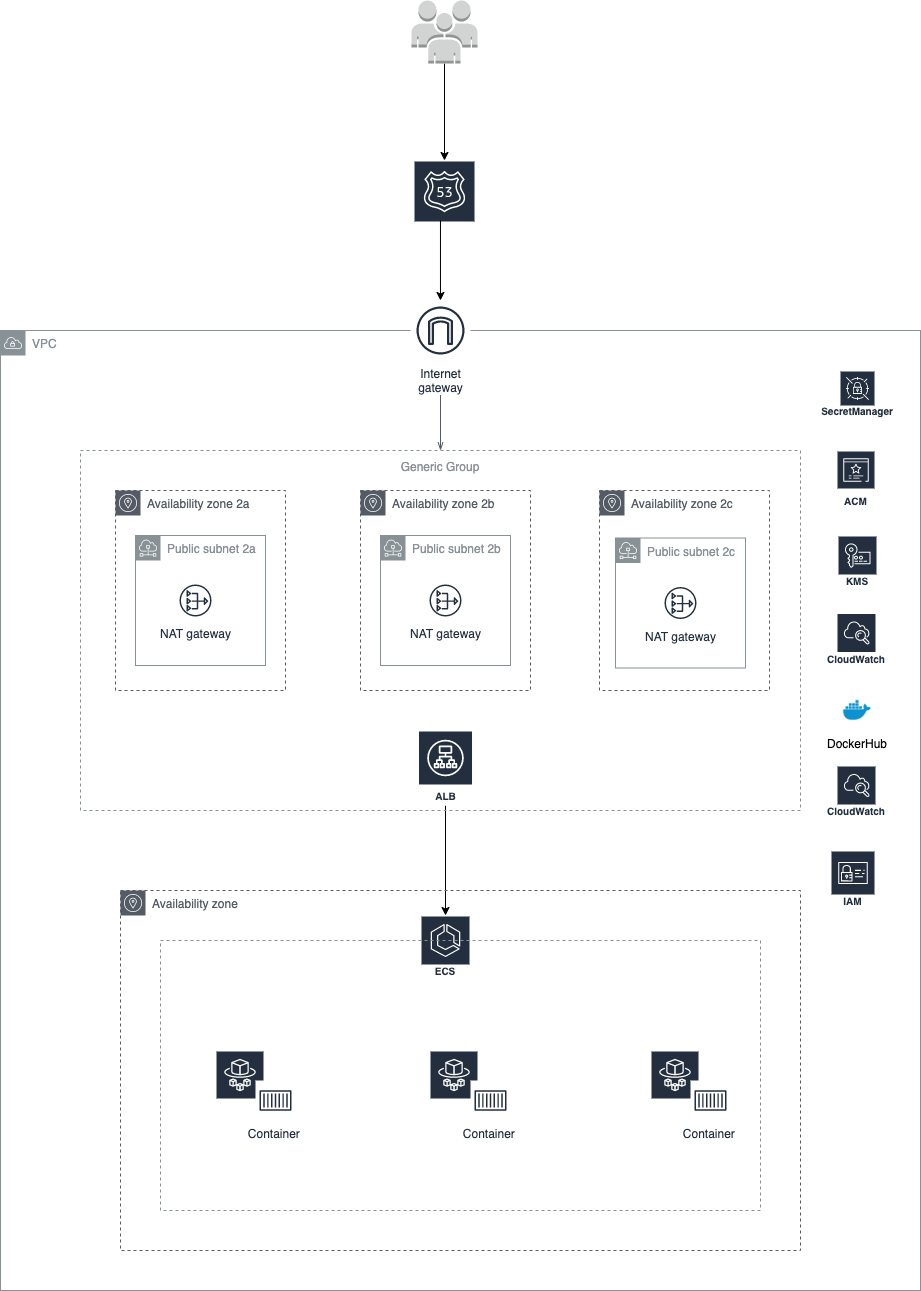 53
VPC
Internet
gateway
SecretManager
Generic Group
ACM
Availability zone 2a
Availability zone 2b
Availability zone 2c
Public subnet 2a
Public subnet 2b
Public subnet 2c
KMS
NAT gateway
NAT gateway
NAT gateway
CloudWatch
DockerHub
ALB
CloudWatch
Availability zone
IAM
ECS
Container
Container
Container